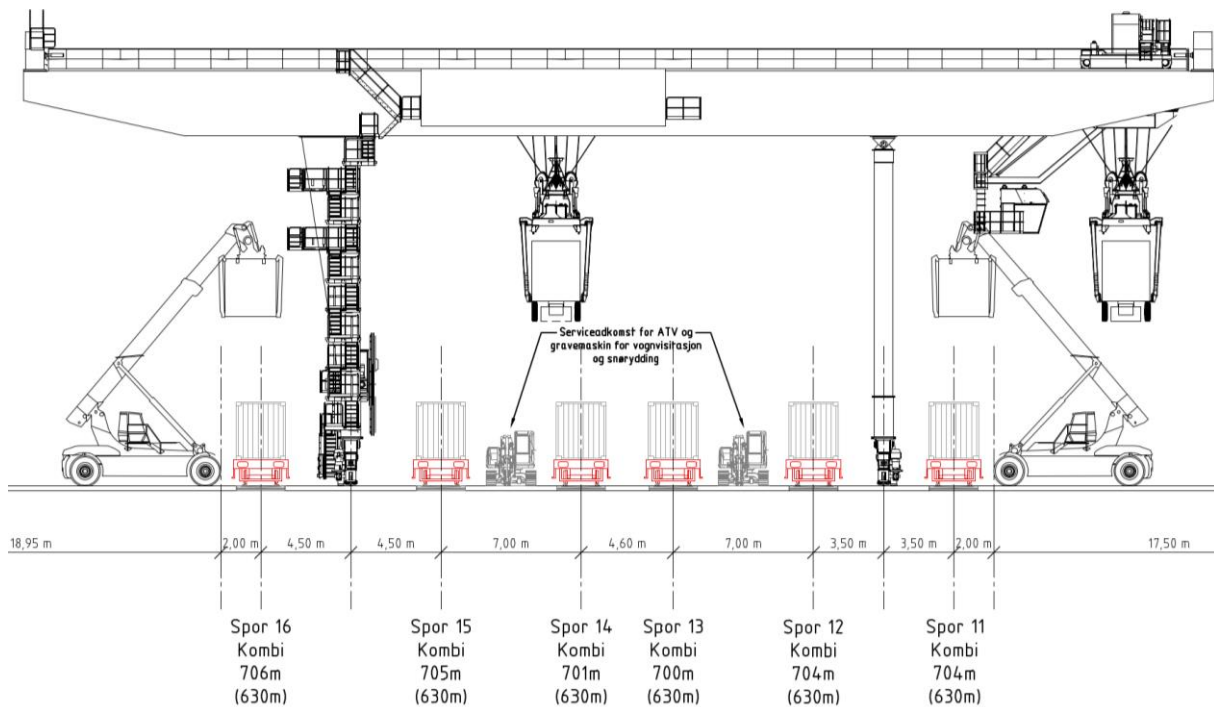 Serviceadkomst for ATV og
gravemaskin for vognvisitasjon
og snørydding
18,95 m
2,00 m
4,50 m
4,50 m
7,00 m
4,60 m
7,00 m
3,50 m
3,50 m
2,00 m
17,50 m
Spor 16
Kombi
706m
(630m)
Spor 15
Kombi
705m
(630m)
Spor 14
Kombi
701m
(630m)
Spor 13
Kombi
700m
(630m)
Spor 12
Kombi
704m
(630m)
Spor 11
Kombi
704m
(630m)